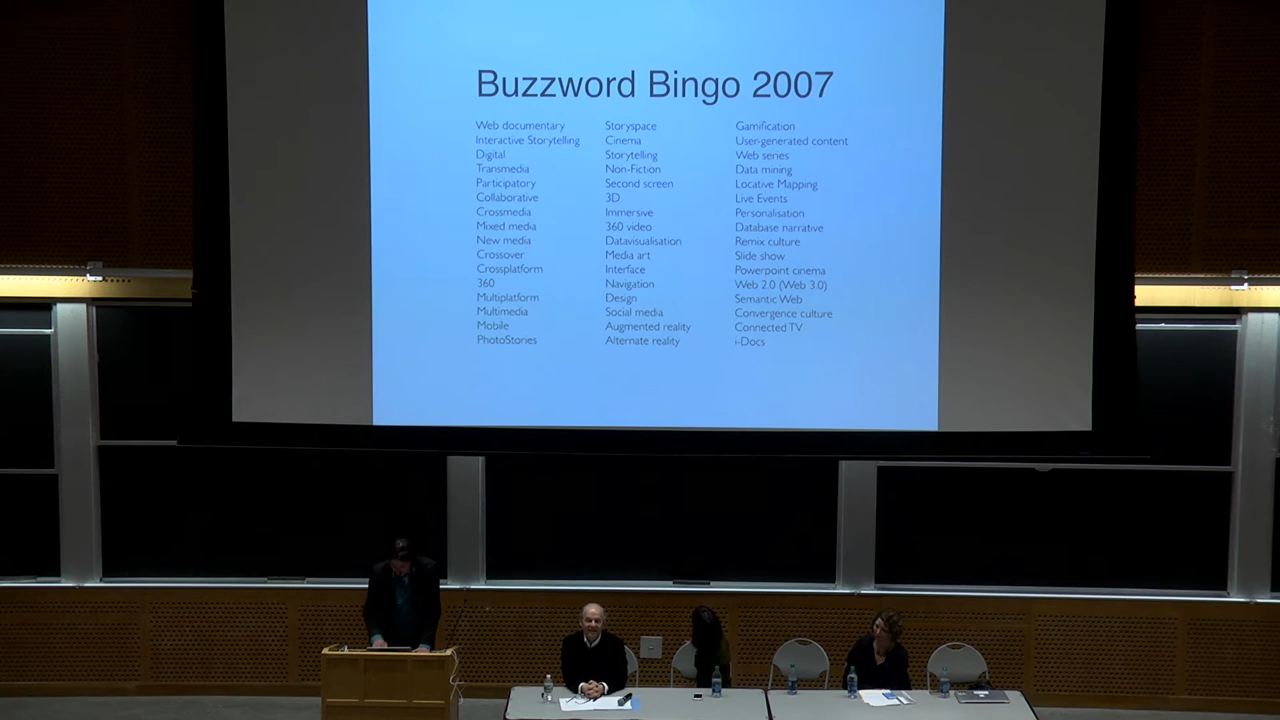 Buzzword Bingo 2007
Web documentary
Interactive Storytelling
Digital
Transmedia
Participatory
Collaborative
Crossmedia
Mixed media
New media
Crossover
Crossplatform
360
Multiplatform
Multimedia
Mobile
PhotoStories
Storyspace
Cinema
Storytelling
Non-Fiction
Second screen
3D
Immersive
360 video
Datavisualisation
Media art
Interface
Navigation
Design
Social media
Augmented reality
Alternate reality
Gamification
User-generated content
Web series
Data mining
Locative Mapping
Live Events
Personalisation
Database narrative
Remix culture
Slide show
Powerpoint cinema
Web 2.0 (Web 3.0)
Semantic Web
Convergence culture
Connected TV
i-Docs